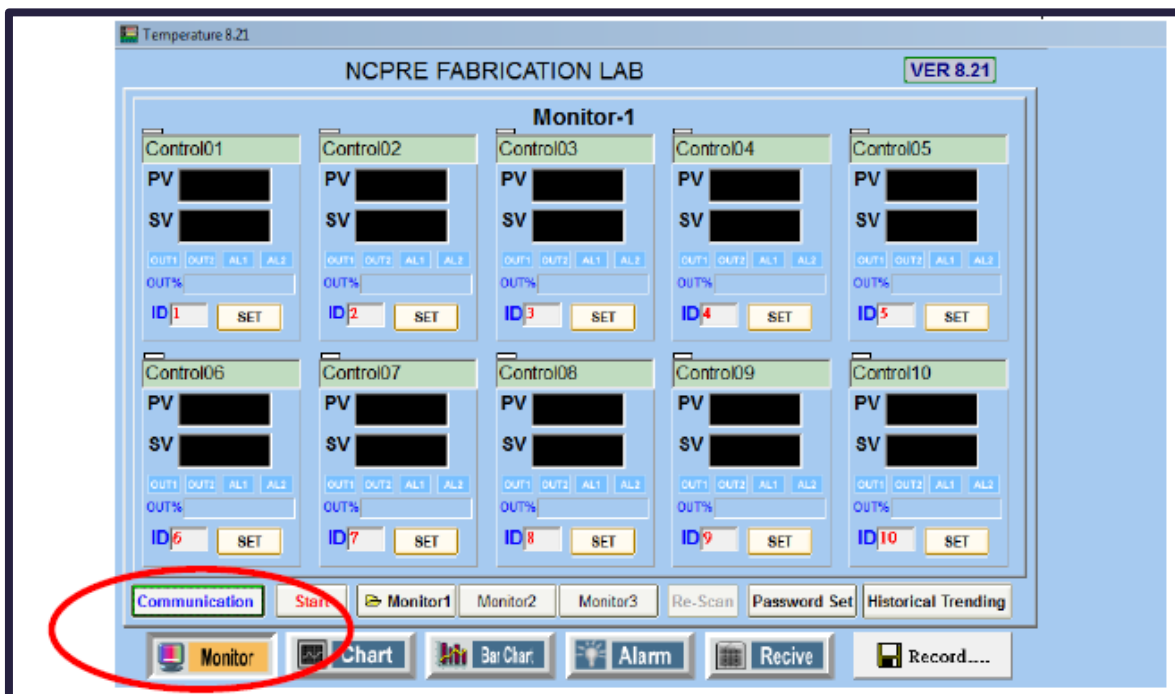 Temperature 8.21
NCPRE FABRICATION LAB VER 8.21
Monitor-1
Control01 Control02 Control03 Control04 Control05
PV PV PV PV PV
SV SV SV SV SV
OUT1 OUT2 AL1 AL2 OUT1 OUT2 AL1 AL2 OUT1 OUT2 AL1 AL2 OUT1 OUT2 AL1 AL2 OUT1 OUT2 AL1 AL2
OUT% OUT% OUT% OUT% OUT%
ID 1 SET ID 2 SET ID 3 SET ID 4 SET ID 5 SET
Control06 Control07 Control08 Control09 Control10
PV PV PV PV PV
SV SV SV SV SV
OUT1 OUT2 AL1 AL2 OUT1 OUT2 AL1 AL2 OUT1 OUT2 AL1 AL2 OUT1 OUT2 AL1 AL2 OUT1 OUT2 AL1 AL2
OUT% OUT% OUT% OUT% OUT%
ID 6 SET ID 7 SET ID 8 SET ID 9 SET ID 10 SET
Communication Start Monitor1 Monitor2 Monitor3 Re-Scan Password Set Historical Trending
Monitor Chart Bar Chart Alarm Recive Record....